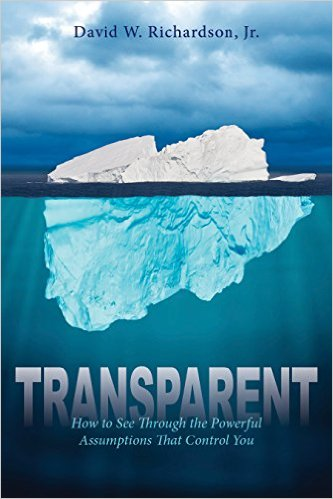 David W. Richardson, Jr.
TRANSPARENT
How to See Through the Powerful
Assumptions That Control You